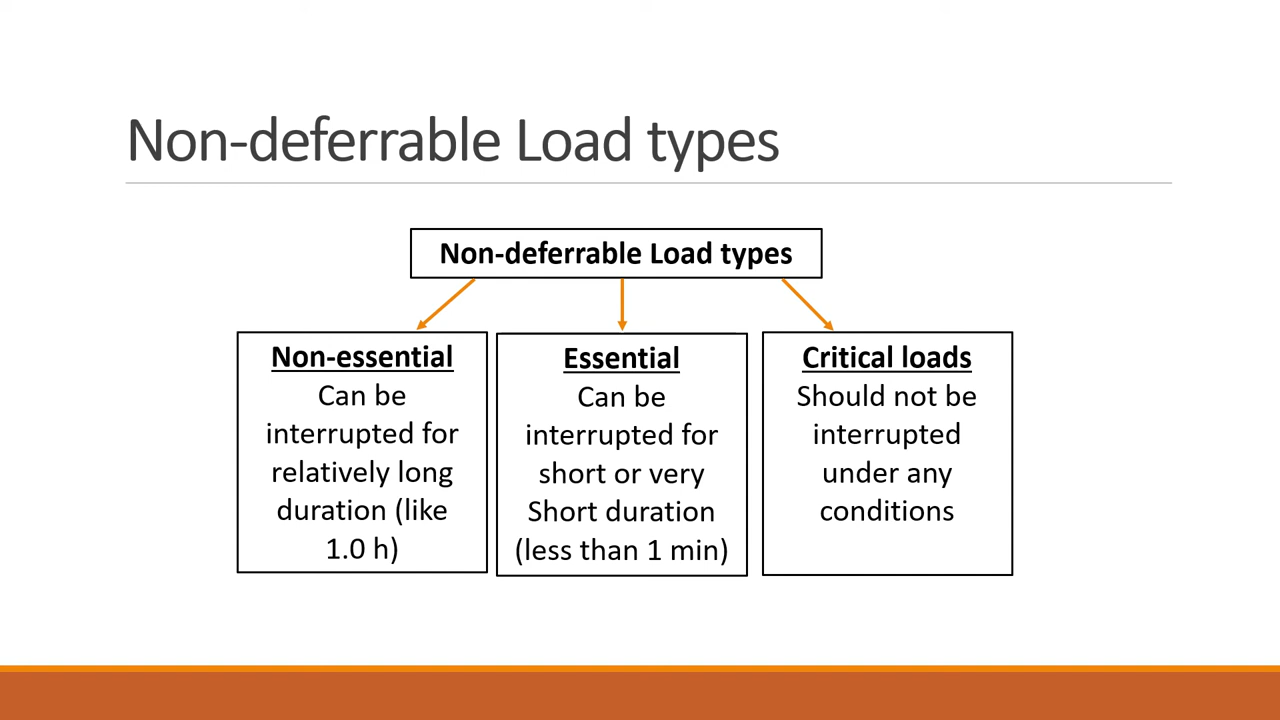 Non-deferrable Load types
Non-deferrable Load types
Non-essential
Can be
interrupted for
relatively long
duration (like
1.0 h)
Essential
Can be
interrupted for
short or very
Short duration
(less than 1 min)
Critical loads
Should not be
interrupted
under any
conditions